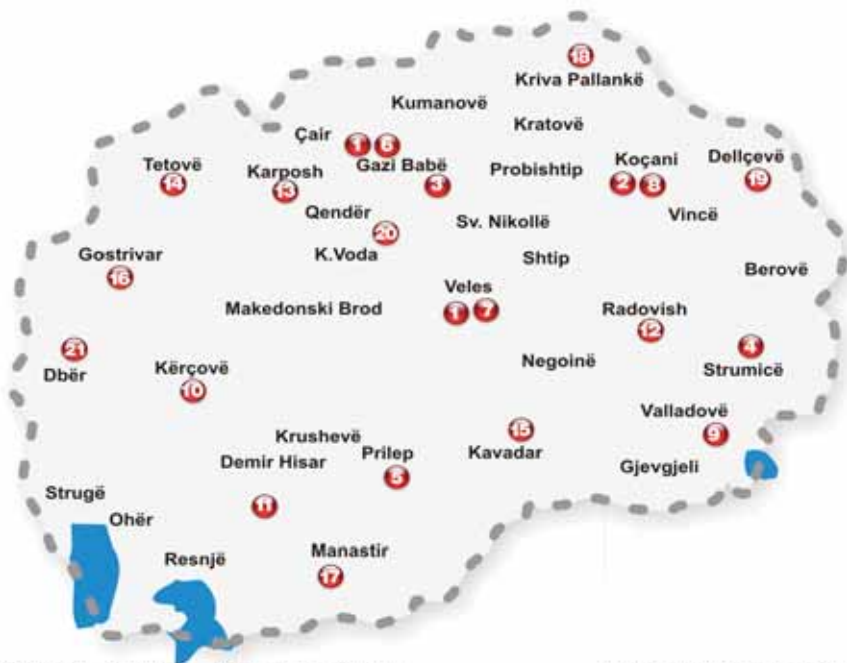 18
Kriva Pallankë
Kumanovë
Kratovë
Çair
1 6
Tetovë
14
Karposh
13
Gazi Babë
3
Probishtip
Koçani
2 8
Dellçevë
19
Qendër
20
Sv. Nikollë
Vincë
K.Voda
Shtip
Gostrivar
16
Berovë
Veles
1 7
Makedonski Brod
Radovish
12
21
Dbër
Kërçovë
10
Negoinë
4
Strumicë
Valladovë
9
Krushevë
Demir Hisar
11
Prilep
5
15
Kavadar
Gjevgjeli
Strugë
Ohër
Resnjë
Manastir
17